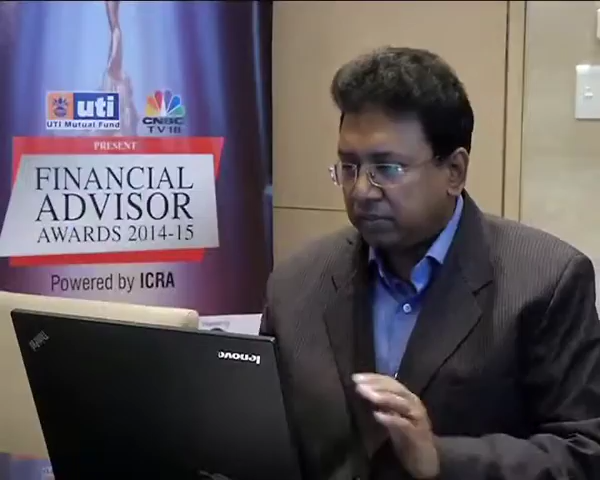 uti
UTI Mutual Fund
CNBC
TV18
PRESENT
FINANCIAL
ADVISOR
AWARDS 2014-15
Powered by ICRA
lenovo